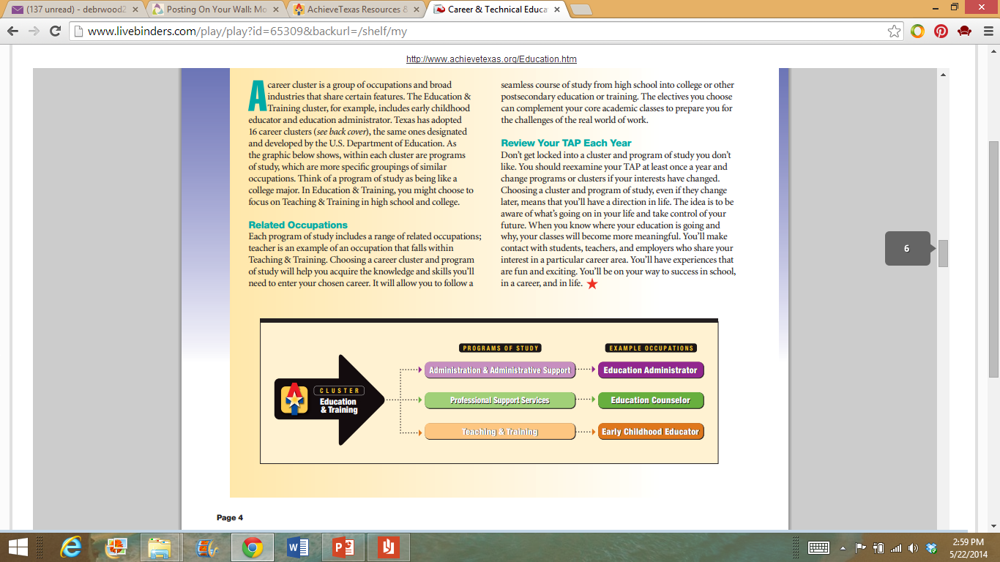 (137 unread) - debrwood2
Posting On Your Wall: Mo
AchieveTexas Resources &
Career & Technical Educa
www.livebinders.com/play/play?id=65309&backurl=/shelf/my
http://www.achievetexas.org/Education.htm
A career cluster is a group of occupations and broad
industries that share certain features. The Education &
Training cluster, for example, includes early childhood
educator and education administrator. Texas has adopted
16 career clusters (see back cover), the same ones designated
and developed by the U.S. Department of Education. As
the graphic below shows, within each cluster are programs
of study, which are more specific groupings of similar
occupations. Think of a program of study as being like a
college major. In Education & Training, you might choose to
focus on Teaching & Training in high school and college.
Related Occupations
Each program of study includes a range of related occupations;
teacher is an example of an occupation that falls within
Teaching & Training. Choosing a career cluster and program
of study will help you acquire the knowledge and skills you'll
need to enter your chosen career. It will allow you to follow a
seamless course of study from high school into college or other
postsecondary education or training. The electives you choose
can complement your core academic classes to prepare you for
the challenges of the real world of work.
Review Your TAP Each Year
Don't get locked into a cluster and program of study you don't
like. You should reexamine your TAP at least once a year and
change programs or clusters if your interests have changed.
Choosing a cluster and program of study, even if they change
later, means that you'll have a direction in life. The idea is to be
aware of what's going on in your life and take control of your
future. When you know where your education is going and
why, your classes will become more meaningful. You'll make
contact with students, teachers, and employers who share your
interest in a particular career area. You'll have experiences that
are fun and exciting. You'll be on your way to success in school,
in a career, and in life.
6
PROGRAMS OF STUDY
EXAMPLE OCCUPATIONS
CLUSTER
Education
& Training
Administration & Administrative Support
Education Administrator
Professional Support Services
Education Counselor
Teaching & Training
Early Childhood Educator
Page 4
2:59 PM
5/22/2014